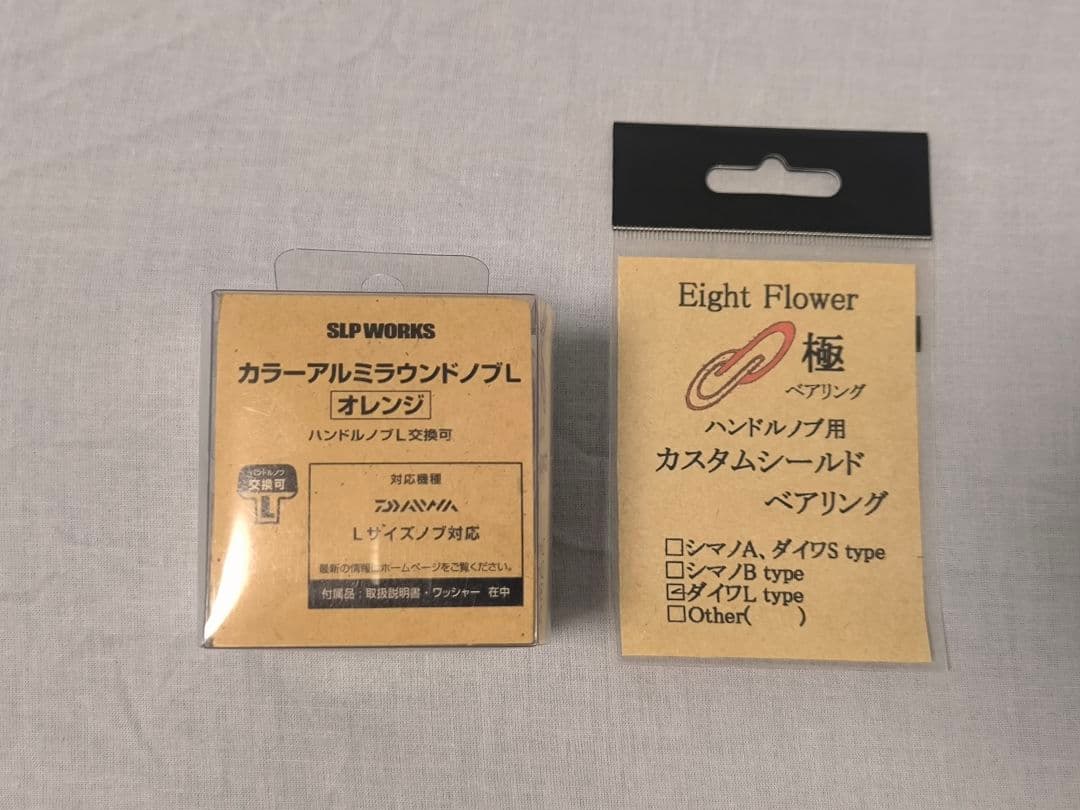 SLP WORKS
カラーアルミラウンドノブL
オレンジ
ハンドルノブL交換可
ハンドルノブ
交換可
L
対応機種
DAIWA
Lサイズノブ対応
最新の情報はホームページをご覧ください。
付属品:取扱説明書・ワッシャー 在中
Eight Flower
極
ベアリング
ハンドルノブ用
カスタムシールド
ベアリング
□シマノA、ダイワS type
□シマノB type
☑ダイワL type
□Other( )